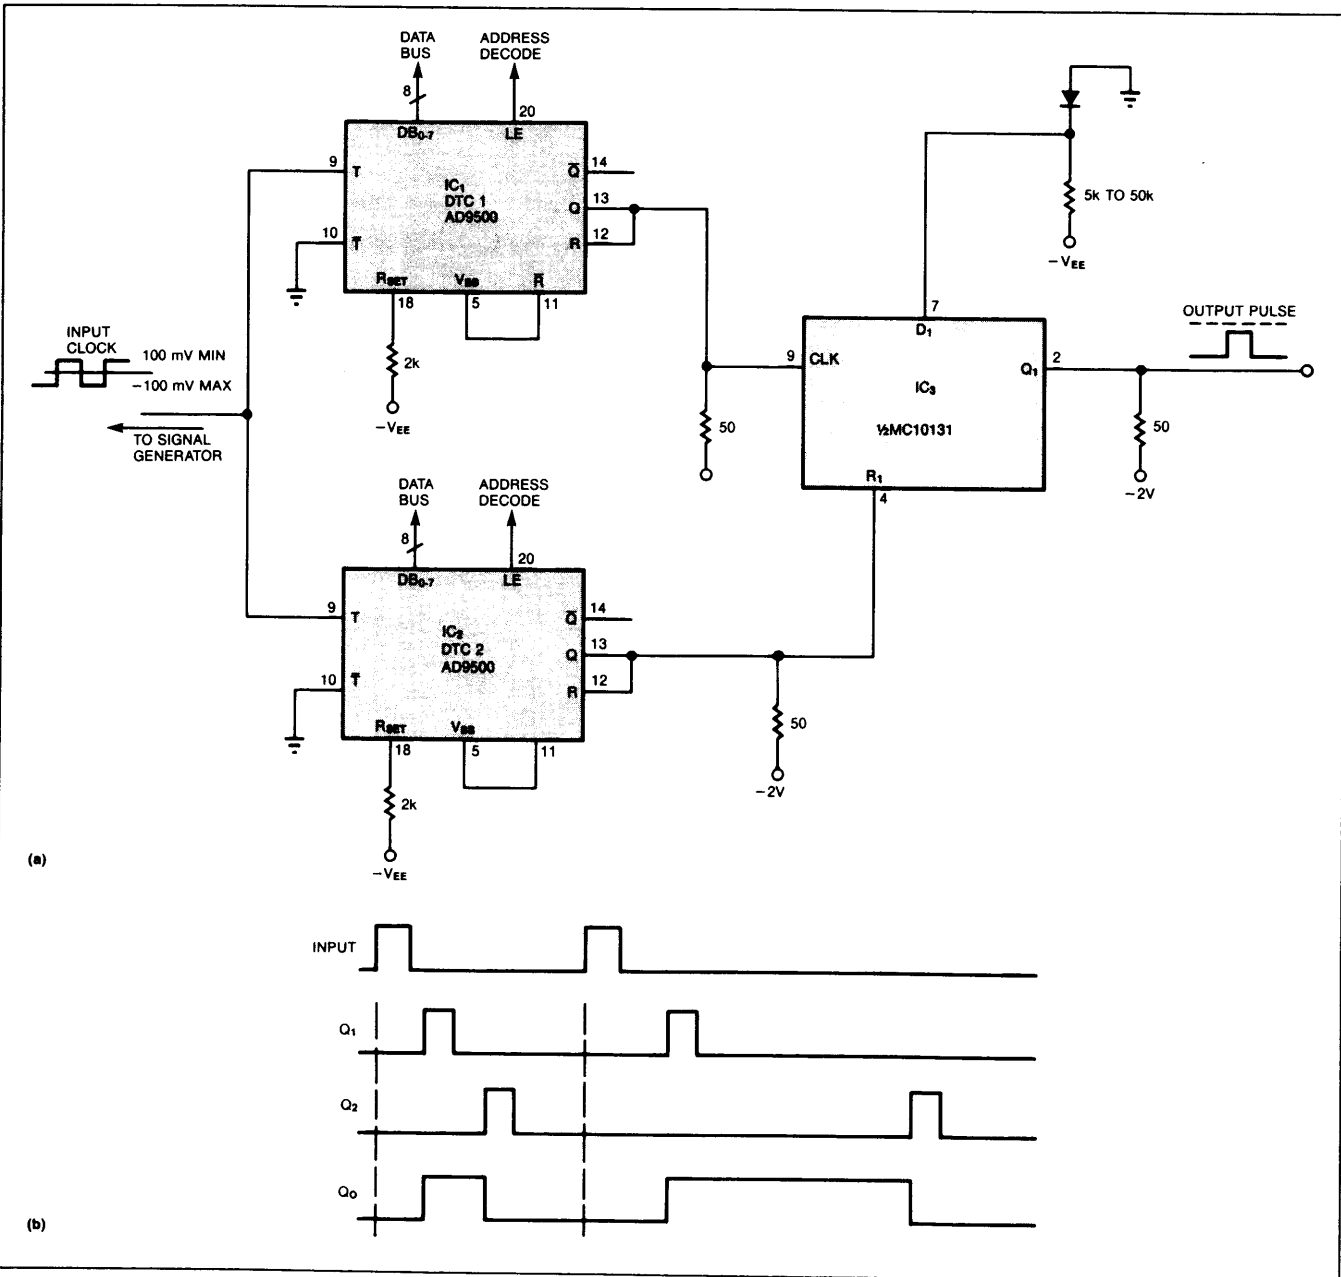 DATA
BUS
ADDRESS
DECODE
8
20
DB0-7
LE
9
T
Q̅
14
IC1
DTC 1
AD9500
13
Q
10
T̅
R
12
RSET
VBB
R̅
18
5
11
2k
-VEE
INPUT
CLOCK
100 mV MIN
-100 mV MAX
TO SIGNAL
GENERATOR
50
5k TO 50k
-VEE
7
D1
9
CLK
Q1
2
IC3
½MC10131
R1
4
OUTPUT PULSE
50
-2V
DATA
BUS
ADDRESS
DECODE
8
20
DB0-7
LE
9
T
Q̅
14
IC2
DTC 2
AD9500
13
Q
10
T̅
R
12
RSET
VBB
18
5
11
2k
-VEE
50
-2V
(a)
INPUT
Q1
Q2
QO
(b)